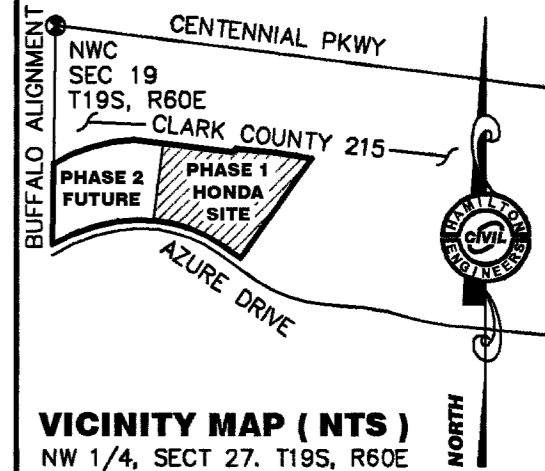 CENTENNIAL PKWY
BUFFALO ALIGNMENT
NWC
SEC 19
T19S, R60E
CLARK COUNTY 215
PHASE 2
FUTURE
PHASE 1
HONDA
SITE
AZURE DRIVE
HAMILTON
CIVIL
ENGINEERS
NORTH
VICINITY MAP ( NTS )
NW 1/4, SECT 27. T19S, R60E